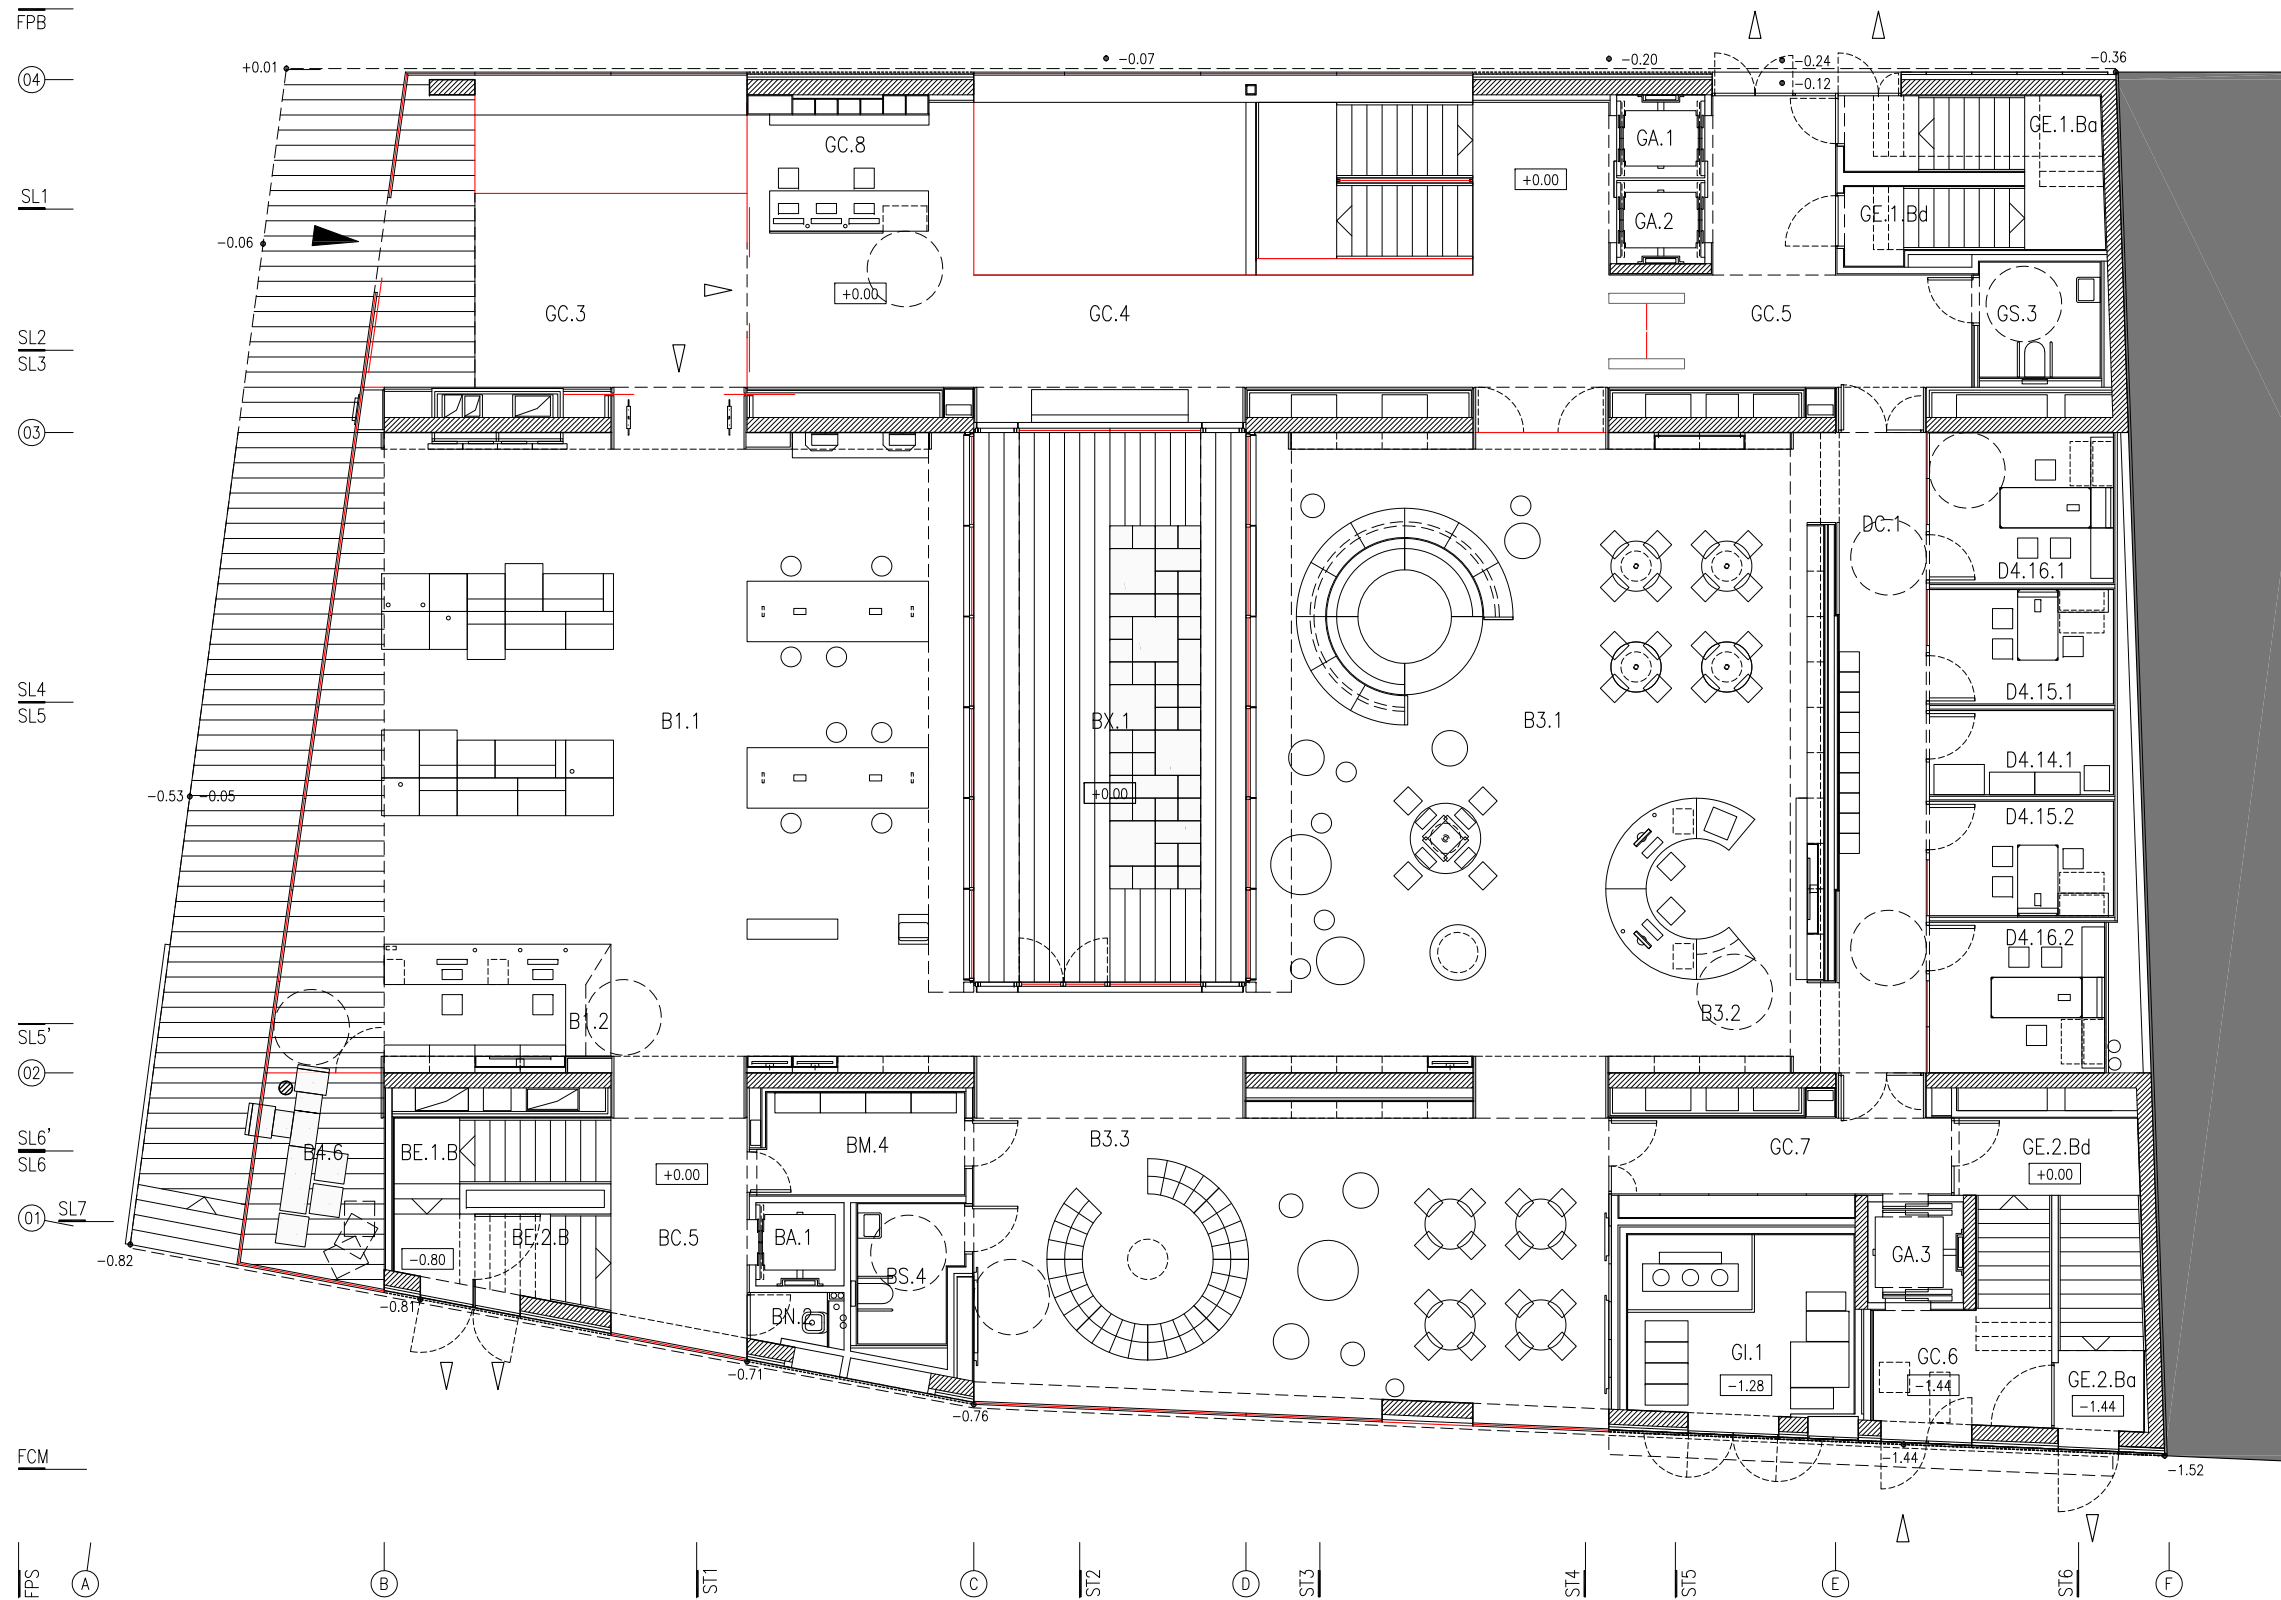 FPB
+0.01
-0.07
-0.20
-0.24
-0.36
04
-0.12
GE.1.Ba
GA.1
GC.8
+0.00
SL1
GA.2
GE.1.Bd
-0.06
+0.00
GC.3
GC.4
GC.5
GS.3
SL2
SL3
03
DC.1
D4.16.1
SL4
SL5
D4.15.1
B1.1
BX.1
B3.1
D4.14.1
-0.53
-0.05
+0.00
D4.15.2
D4.16.2
B1.2
B3.2
SL5'
02
SL6'
SL6
B4.6
BE.1.B
+0.00
BM.4
B3.3
GC.7
GE.2.Bd
+0.00
SL7
01
BE.2.B
BC.5
BA.1
GA.3
-0.82
-0.80
BS.4
-0.81
BN.2
GI.1
GC.6
-0.71
-1.28
-1.44
GE.2.Ba
-1.44
-0.76
FCM
-1.44
-1.52
FPS
A
B
ST1
C
ST2
D
ST3
ST4
ST5
E
ST6
F